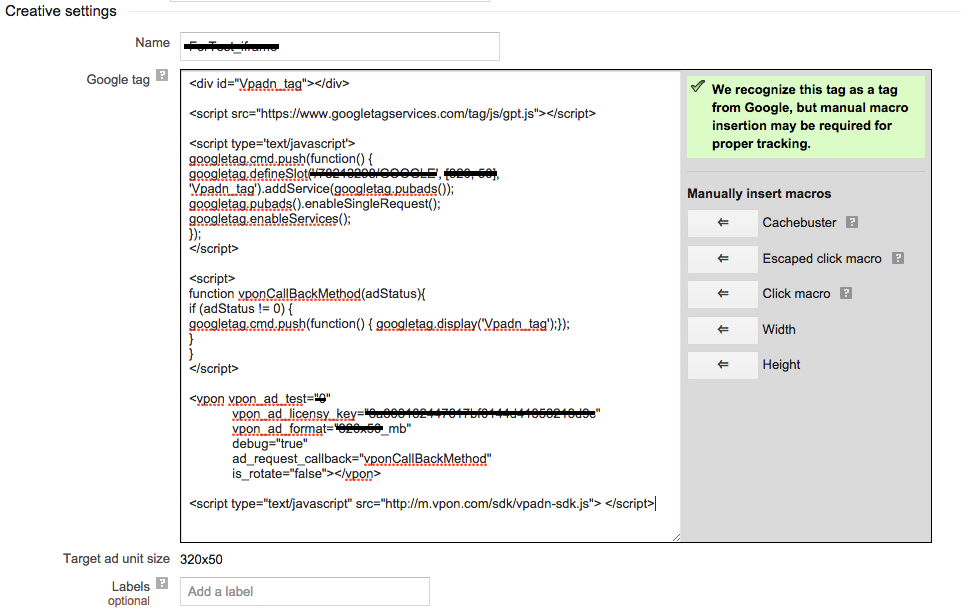 Creative settings
Name
Google tag ?
<div id="Vpadn_tag"></div>
<script src="https://www.googletagservices.com/tag/js/gpt.js"></script>
<script type='text/javascript'>
googletag.cmd.push(function() {
googletag.defineSlot(
'Vpadn_tag').addService(googletag.pubads());
googletag.pubads().enableSingleRequest();
googletag.enableServices();
});
</script>
<script>
function vponCallBackMethod(adStatus){
if (adStatus != 0) {
googletag.cmd.push(function() { googletag.display('Vpadn_tag');});
}
}
</script>
<vpon vpon_ad_test=""
vpon_ad_licensy_key=""
vpon_ad_format="_mb"
debug="true"
ad_request_callback="vponCallBackMethod"
is_rotate="false"></vpon>
<script type="text/javascript" src="http://m.vpon.com/sdk/vpadn-sdk.js"> </script>
We recognize this tag as a tag
from Google, but manual macro
insertion may be required for
proper tracking.
Manually insert macros
⇐ Cachebuster ?
⇐ Escaped click macro ?
⇐ Click macro ?
⇐ Width
⇐ Height
Target ad unit size 320x50
Labels ? Add a label
optional